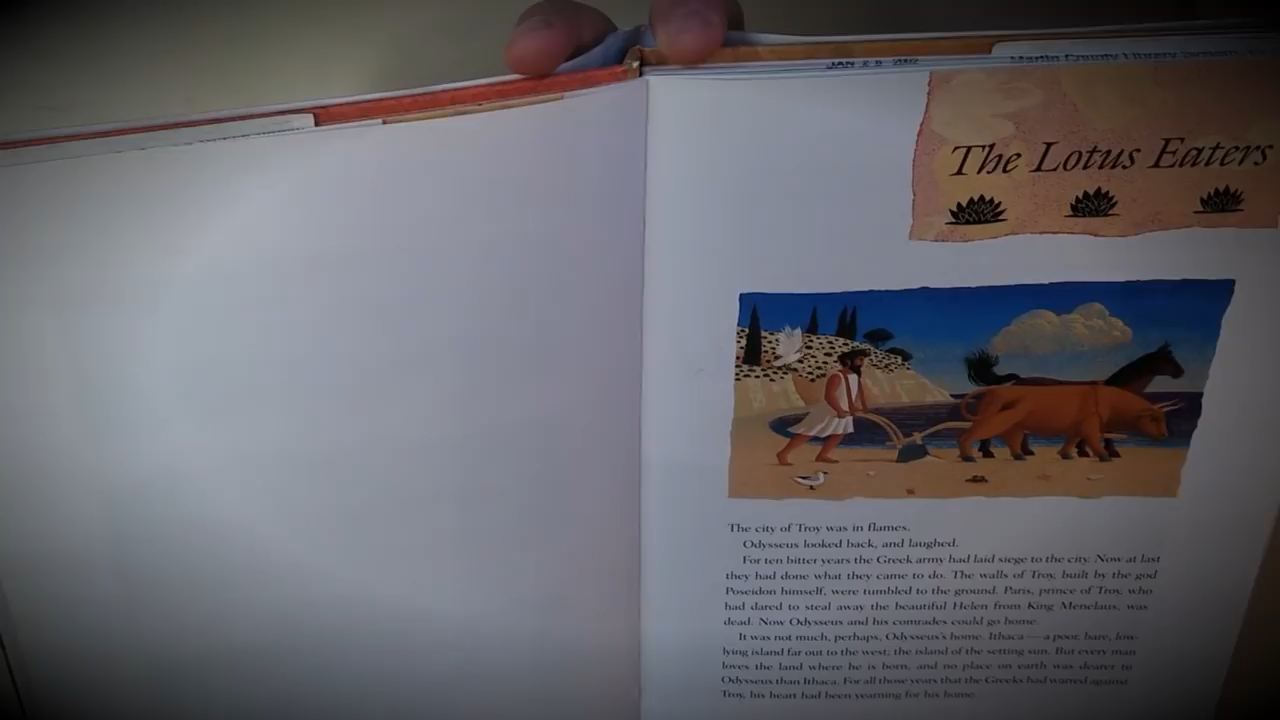 JAN 2 8 2002
Martin County Library System
The Lotus Eaters
The city of Troy was in flames.
Odysseus looked back, and laughed.
For ten bitter years the Greek army had laid siege to the city. Now at last
they had done what they came to do. The walls of Troy, built by the god
Poseidon himself, were tumbled to the ground. Paris, prince of Troy, who
had dared to steal away the beautiful Helen from King Menelaus, was
dead. Now Odysseus and his comrades could go home.
It was not much, perhaps, Odysseus's home. Ithaca — a poor, bare, low-
lying island far out to the west; the island of the setting sun. But every man
loves the land where he is born, and no place on earth was dearer to
Odysseus than Ithaca. For all those years that the Greeks had warred against
Troy, his heart had been yearning for his home.